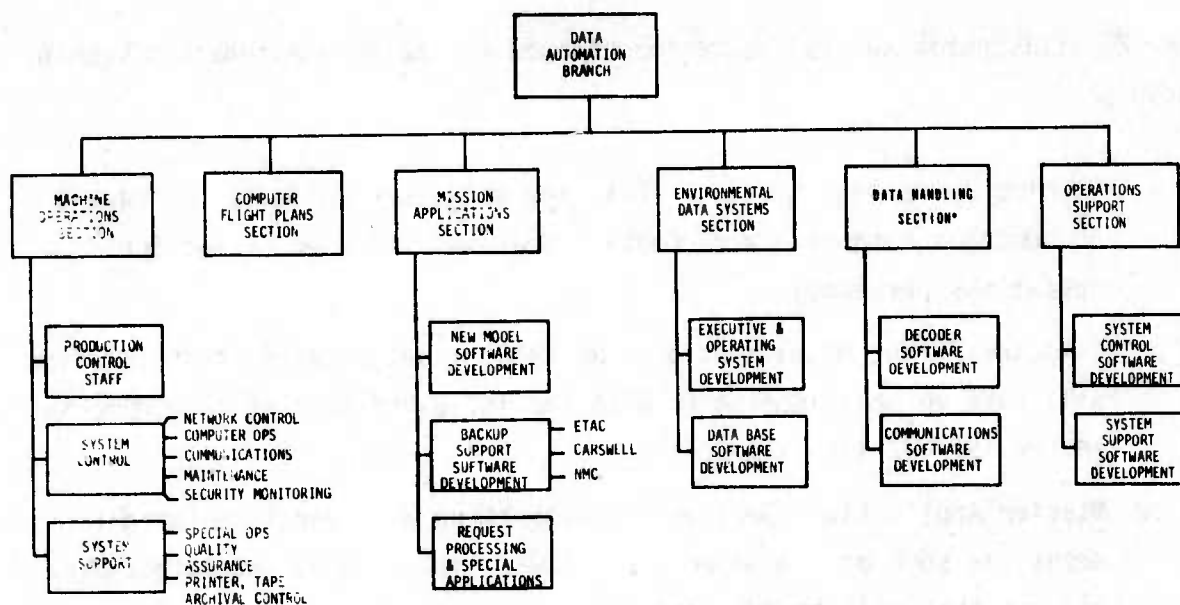 DATA
AUTOMATION
BRANCH
MACHINE
OPERATIONS
SECTION
COMPUTER
FLIGHT PLANS
SECTION
MISSION
APPLICATIONS
SECTION
ENVIRONMENTAL
DATA SYSTEMS
SECTION
DATA HANDLING
SECTION*
OPERATIONS
SUPPORT
SECTION
PRODUCTION
CONTROL
STAFF
SYSTEM
CONTROL
NETWORK CONTROL
COMPUTER OPS
COMMUNICATIONS
MAINTENANCE
SECURITY MONITORING
SYSTEM
SUPPORT
SPECIAL OPS
QUALITY
ASSURANCE
PRINTER, TAPE
ARCHIVAL CONTROL
NEW MODEL
SOFTWARE
DEVELOPMENT
BACKUP
SUPPORT
SOFTWARE
DEVELOPMENT
ETAC
CARSWELL
NMC
REQUEST
PROCESSING
& SPECIAL
APPLICATIONS
EXECUTIVE &
OPERATING
SYSTEM
DEVELOPMENT
DATA BASE
SOFTWARE
DEVELOPMENT
DECODER
SOFTWARE
DEVELOPMENT
COMMUNICATIONS
SOFTWARE
DEVELOPMENT
SYSTEM
CONTROL
SOFTWARE
DEVELOPMENT
SYSTEM
SUPPORT
SOFTWARE
DEVELOPMENT